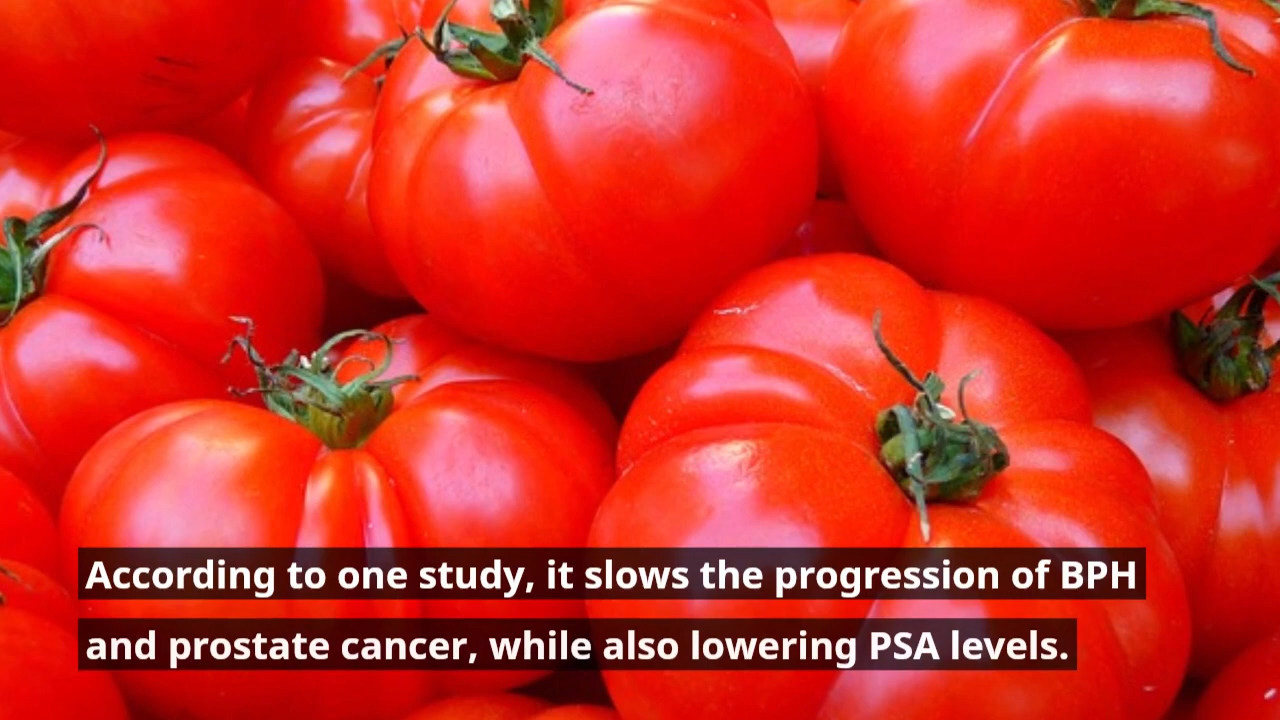 According to one study, it slows the progression of BPH
and prostate cancer, while also lowering PSA levels.